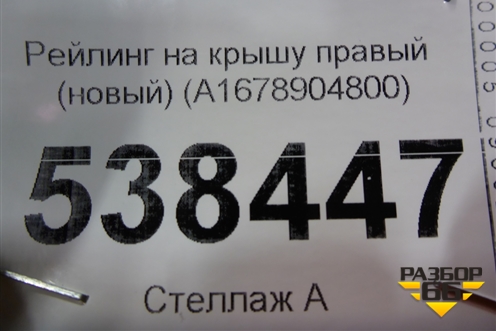 Рейлинг на крышу правый
(новый) (A1678904800)
538447
Стеллаж А
РАЗБОР
66